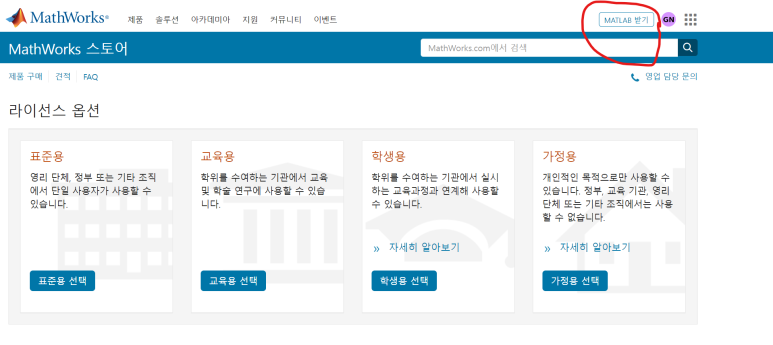 MathWorks®
제품 솔루션 아카데미아 지원 커뮤니티 이벤트
MATLAB 받기
GN
MathWorks 스토어
MathWorks.com에서 검색
제품 구매 견적 FAQ
영업 담당 문의
라이선스 옵션
표준용
영리 단체, 정부 또는 기타 조직
에서 단일 사용자가 사용할 수
있습니다.
표준용 선택
교육용
학위를 수여하는 기관에서 교육
및 학술 연구에 사용할 수 있습
니다.
교육용 선택
학생용
학위를 수여하는 기관에서 실시
하는 교육과정과 연계해 사용할
수 있습니다.
» 자세히 알아보기
학생용 선택
가정용
개인적인 목적으로만 사용할 수
있습니다. 정부, 교육 기관, 영리
단체 또는 기타 조직에서는 사용
할 수 없습니다.
» 자세히 알아보기
가정용 선택